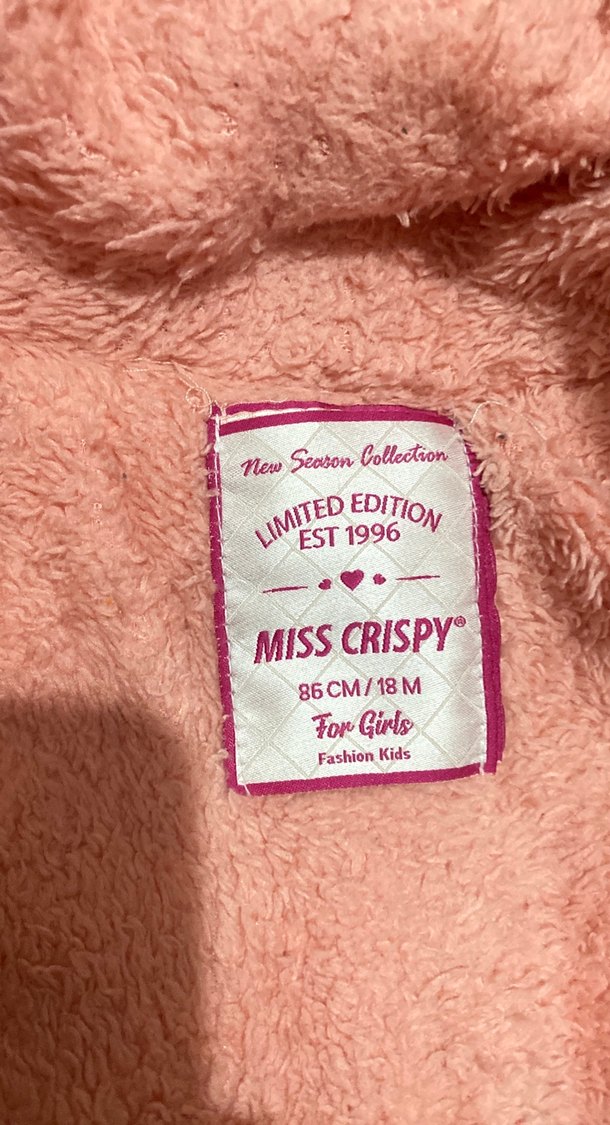 New Season Collection
LIMITED EDITION
EST 1996
MISS CRISPY®
86 CM / 18 M
For Girls
Fashion Kids